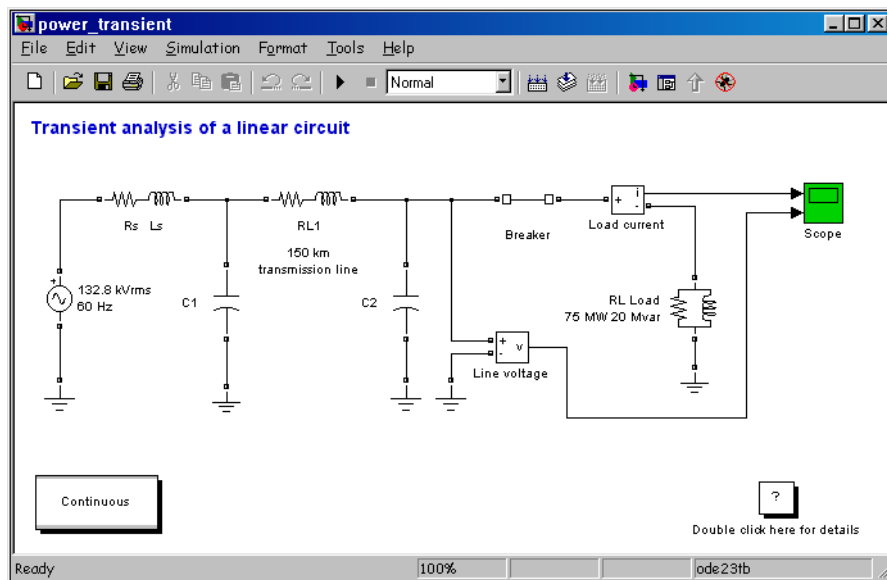 power_transient
File Edit View Simulation Format Tools Help
Normal
Transient analysis of a linear circuit
Rs Ls
RL1
150 km
transmission line
Breaker
+ i -
Load current
Scope
+
132.8 kVrms
60 Hz
C1
C2
RL Load
75 MW 20 Mvar
+ v -
Line voltage
Continuous
?
Double click here for details
Ready 100% ode23tb